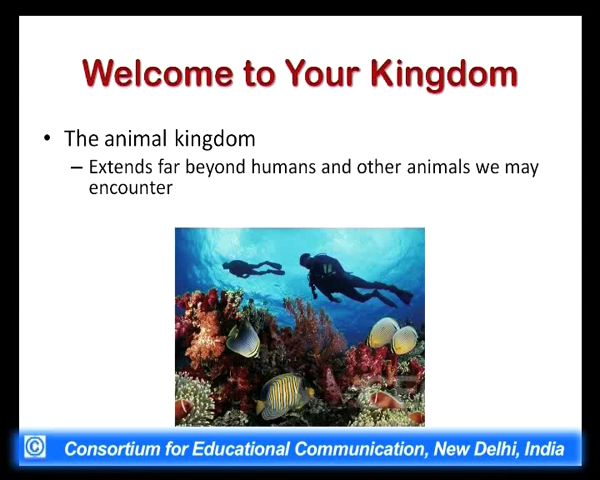 Welcome to Your Kingdom
• The animal kingdom
– Extends far beyond humans and other animals we may
encounter
© Consortium for Educational Communication, New Delhi, India